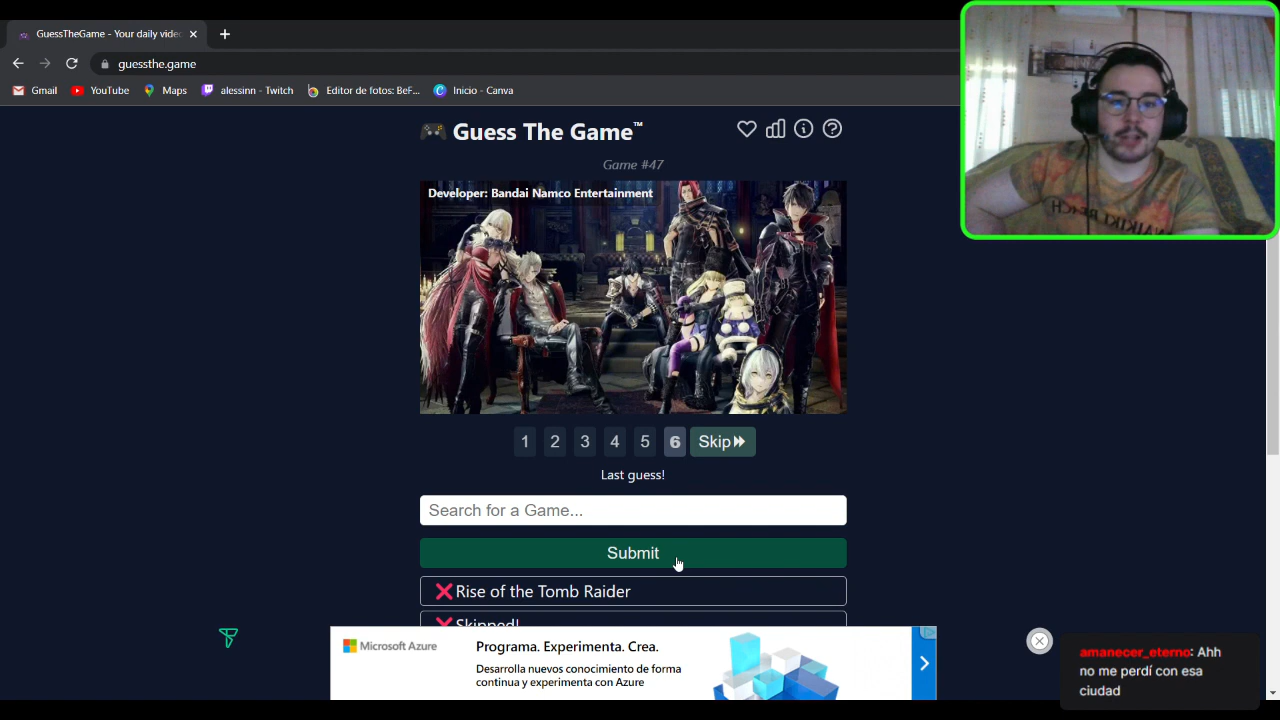 GuessTheGame - Your daily vide
guessthe.game
Gmail
YouTube
Maps
alessinn - Twitch
Editor de fotos: BeF...
Inicio - Canva
Guess The Game™
Game #47
Developer: Bandai Namco Entertainment
1 2 3 4 5 6 Skip
Last guess!
Search for a Game...
Submit
Rise of the Tomb Raider
Skipped!
Microsoft Azure
Programa. Experimenta. Crea.
Desarrolla nuevos conocimiento de forma
continua y experimenta con Azure
amanecer_eterno: Ahh
no me perdí con esa
ciudad